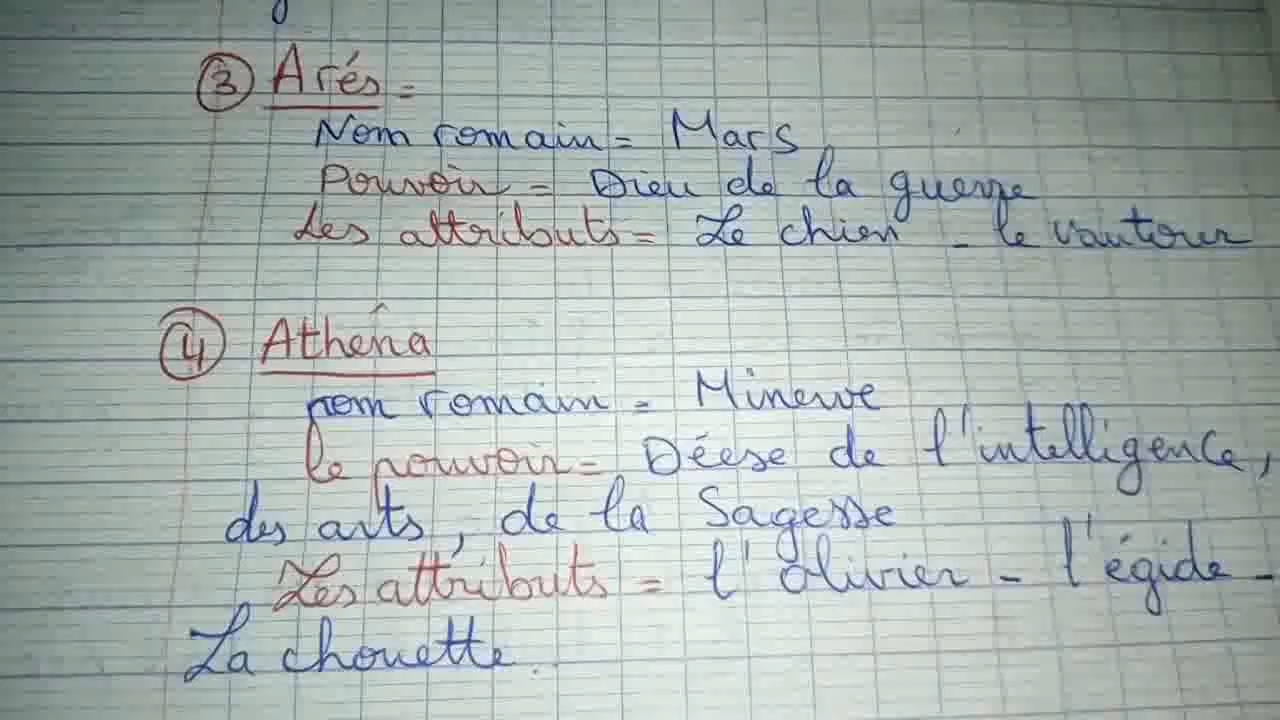 ③ Arés =
Nom romain = Mars
Pouvoir = Dieu de la guerre
Les attributs = Le chien - le vautour
④ Athéna
nom romain = Minerve
le pouvoir = Déese de l'intelligence,
des arts, de la Sagesse
Les attributs = l'olivier - l'égide -
La chouette.